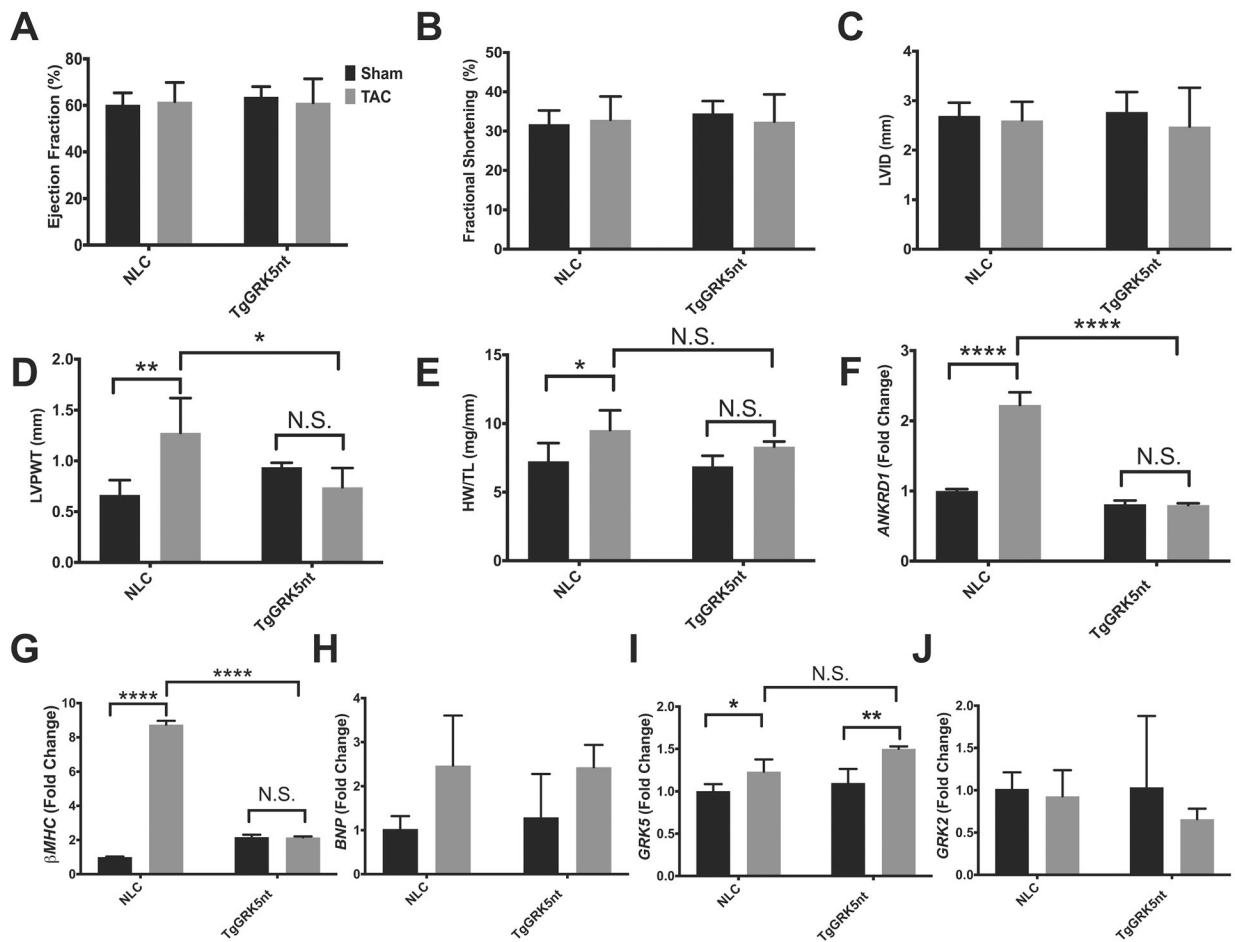 A
Ejection Fraction (%)
80
60
40
20
0
NLC
TgGRK5nt
Sham
TAC
B
Fractional Shortening (%)
50
40
30
20
10
0
NLC
TgGRK5nt
C
LVID (mm)
4
3
2
1
0
NLC
TgGRK5nt
D
LVPWT (mm)
2.0
1.5
1.0
0.5
0.0
**
*
N.S.
NLC
TgGRK5nt
E
HW/TL (mg/mm)
15
10
5
0
*
N.S.
N.S.
NLC
TgGRK5nt
F
ANKRD1 (Fold Change)
3
2
1
0
****
****
N.S.
NLC
TgGRK5nt
G
βMHC (Fold Change)
10
8
6
4
2
0
****
****
N.S.
NLC
TgGRK5nt
H
BNP (Fold Change)
4
3
2
1
0
NLC
TgGRK5nt
I
GRK5 (Fold Change)
2.0
1.5
1.0
0.5
0.0
*
N.S.
**
NLC
TgGRK5nt
J
GRK2 (Fold Change)
2.0
1.5
1.0
0.5
0.0
NLC
TgGRK5nt